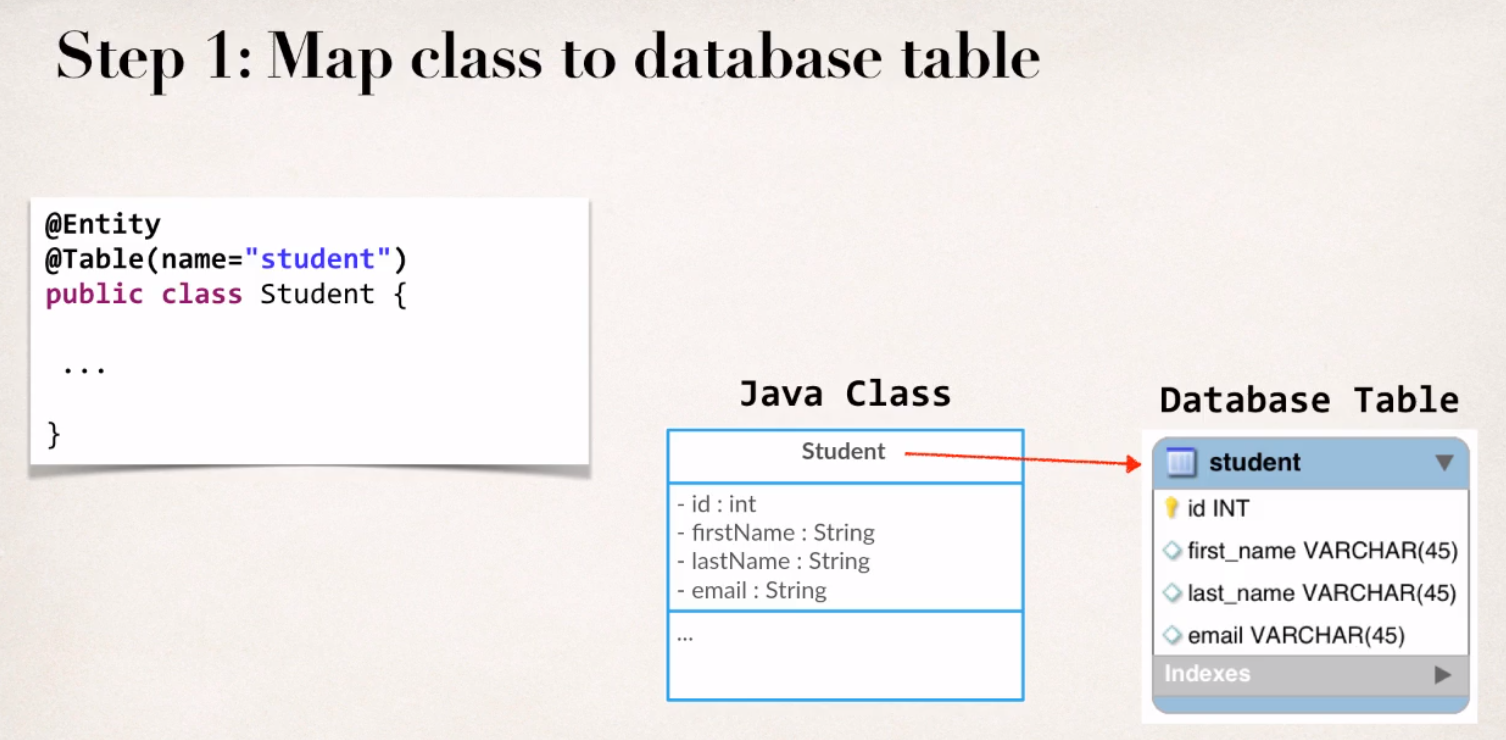 Step 1: Map class to database table
@Entity
@Table(name="student")
public class Student {
...
}
Java Class
Student
- id : int
- firstName : String
- lastName : String
- email : String
...
Database Table
student
id INT
first_name VARCHAR(45)
last_name VARCHAR(45)
email VARCHAR(45)
Indexes